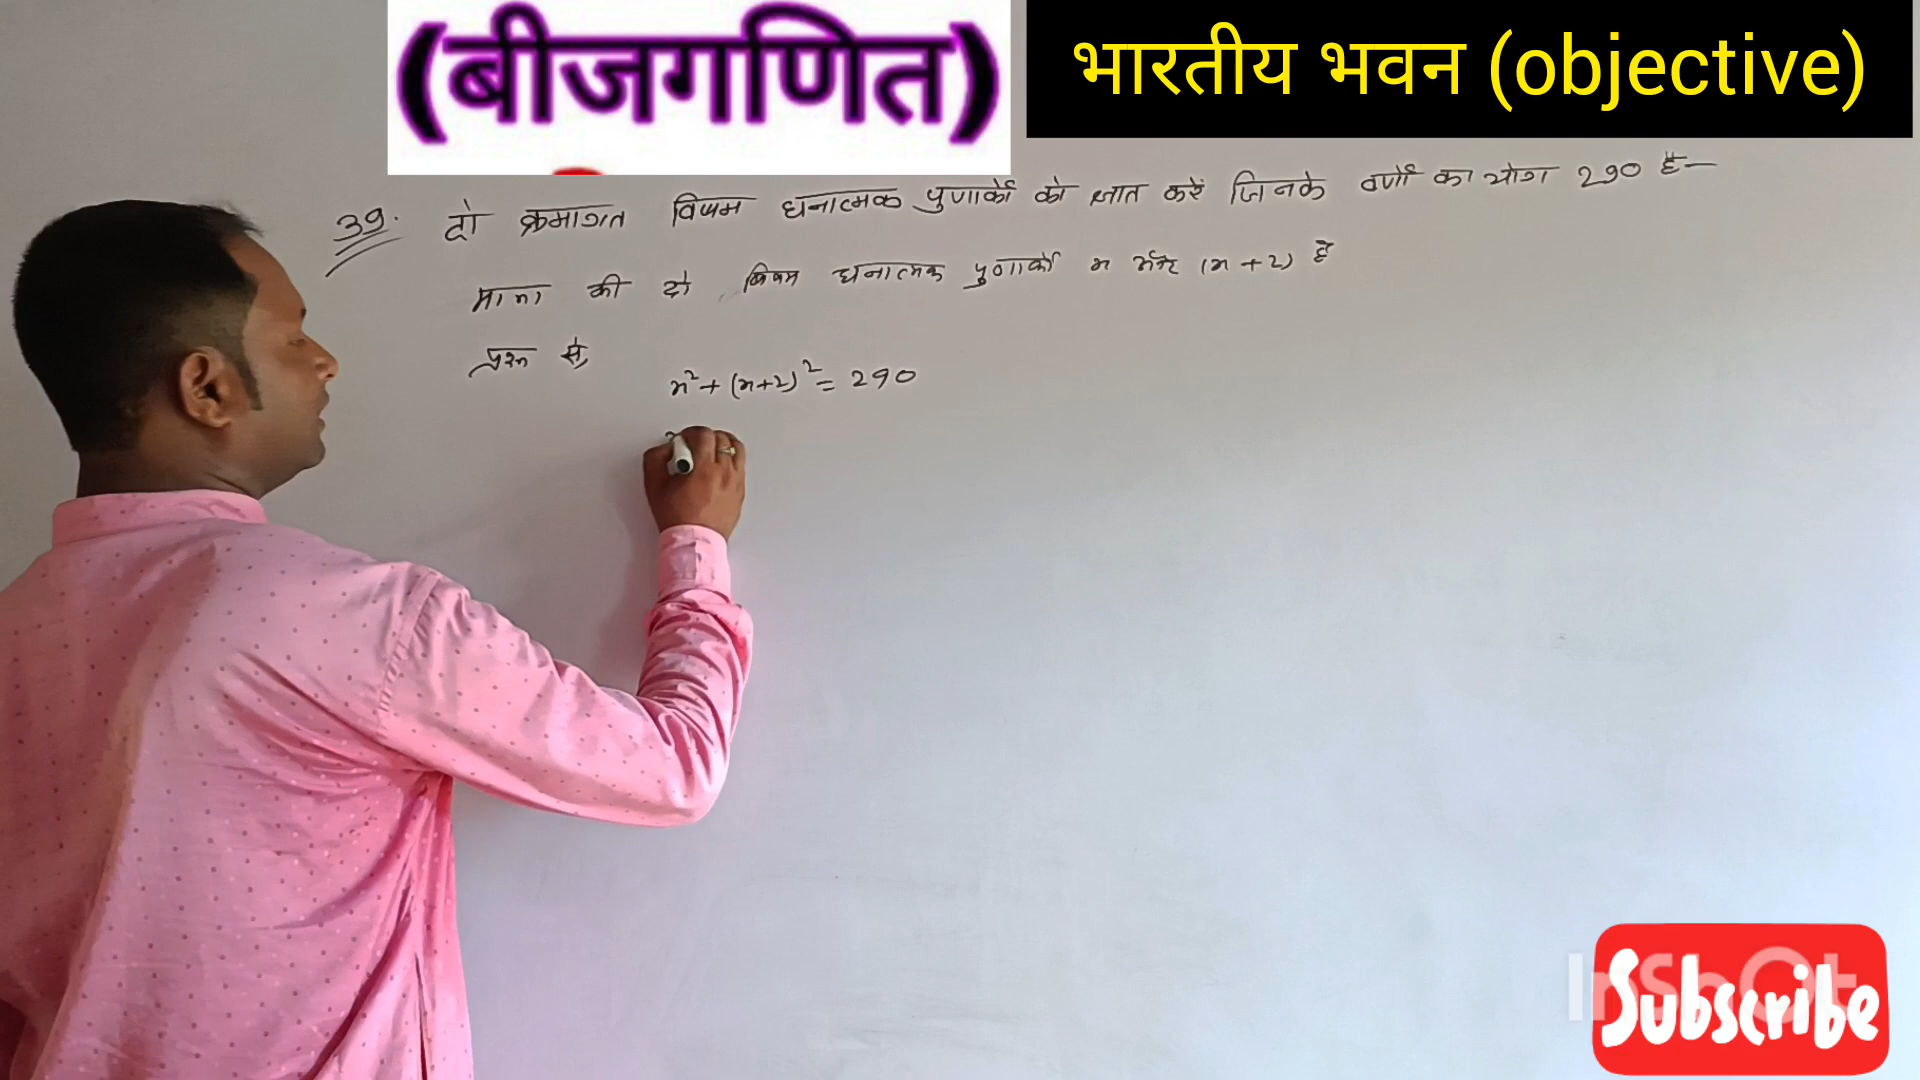 (बीजगणित)
भारतीय भवन (objective)
39. दो क्रमागत विषम धनात्मक पुणांकों को ज्ञात करें जिनके वर्गों का योग 290 है-
माना की दो विषम धनात्मक पुणांकों x और (x+2) है
प्रश्न से,
x²+(x+2)²=290
InShOt
Subscribe